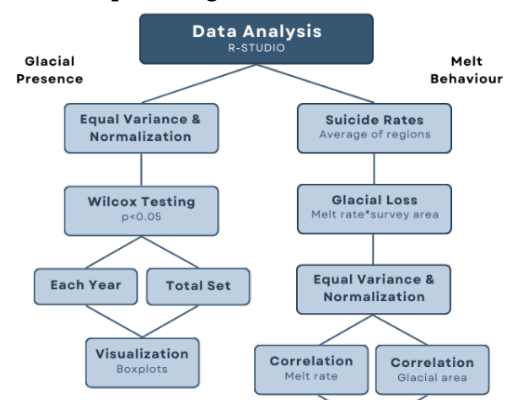 Data Analysis
R-STUDIO
Glacial
Presence
Melt
Behaviour
Equal Variance &
Normalization
Suicide Rates
Average of regions
Wilcox Testing
p<0.05
Glacial Loss
Melt rate*survey area
Each Year
Total Set
Equal Variance &
Normalization
Visualization
Boxplots
Correlation
Melt rate
Correlation
Glacial area